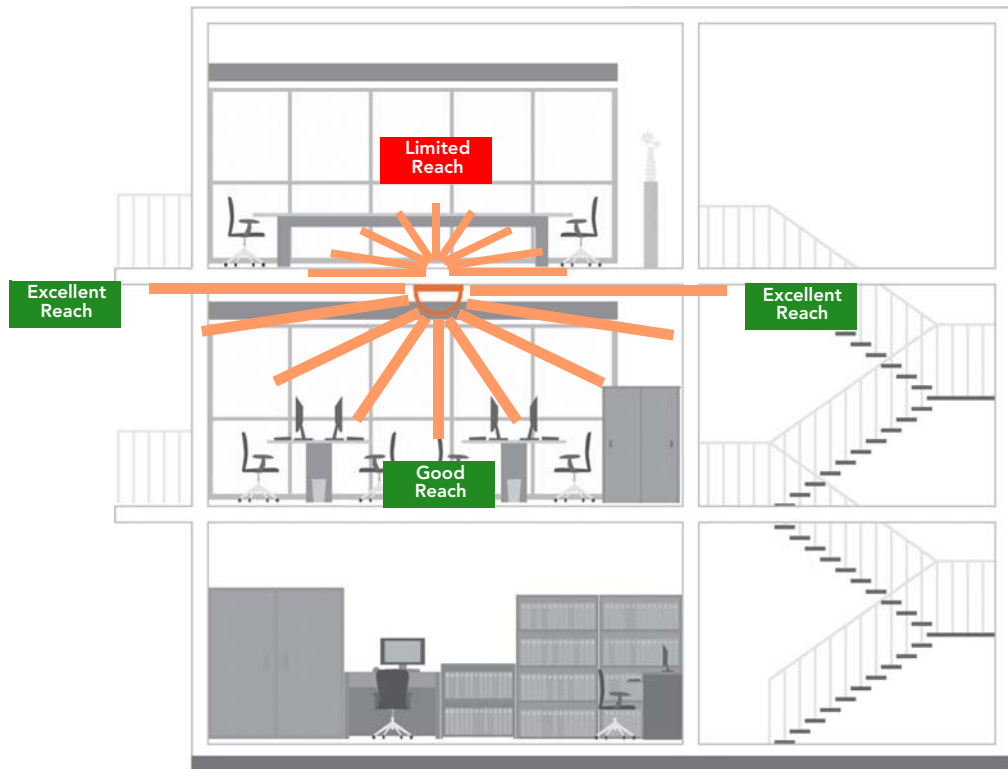 Limited
Reach
Excellent
Reach
Excellent
Reach
Good
Reach